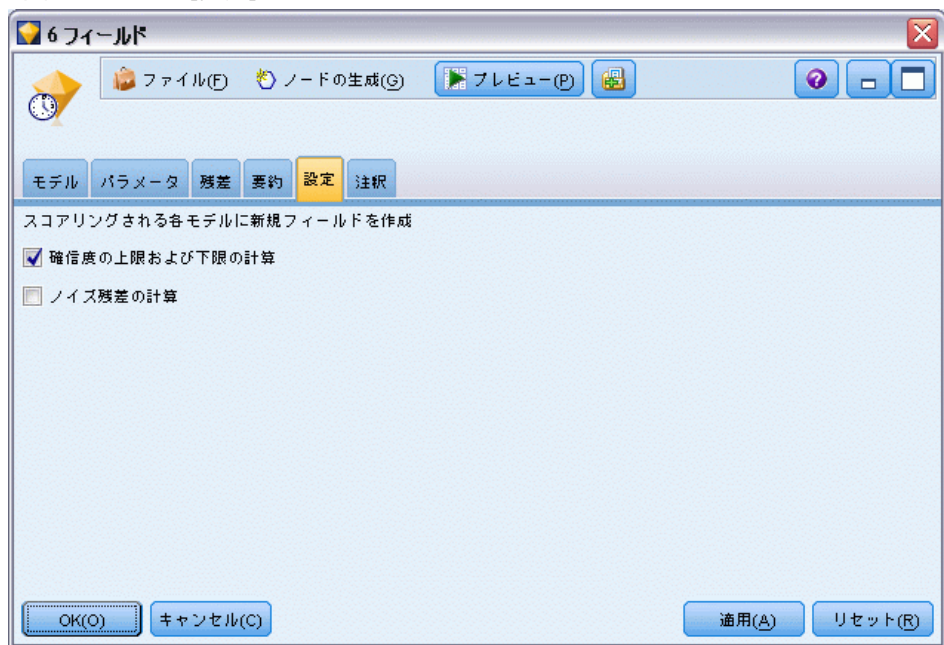 6 フィールド
ファイル(F) ノードの生成(G) プレビュー(P)
モデル パラメータ 残差 要約 設定 注釈
スコアリングされる各モデルに新規フィールドを作成
確信度の上限および下限の計算
ノイズ残差の計算
OK(O) キャンセル(C) 適用(A) リセット(R)